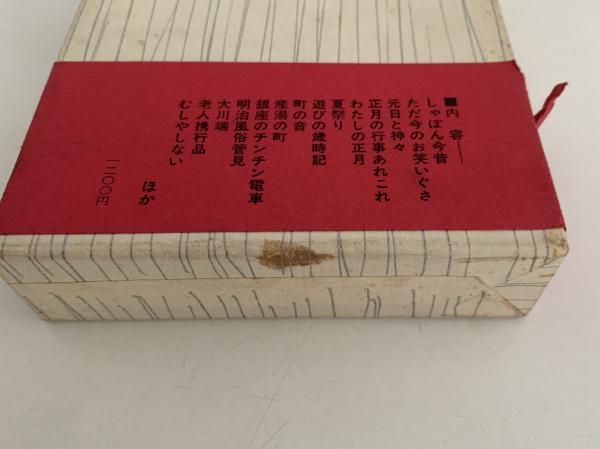 ■内容──
しゃぼん今昔
ただ今のお笑いぐさ
元日と神々
正月の行事あれこれ
わたしの正月
夏祭り
遊びの歳時記
町の音
産湯の町
銀座のチンチン電車
明治風俗管見
大川端
老人携行品
むしやしない
ほか
一二〇〇円